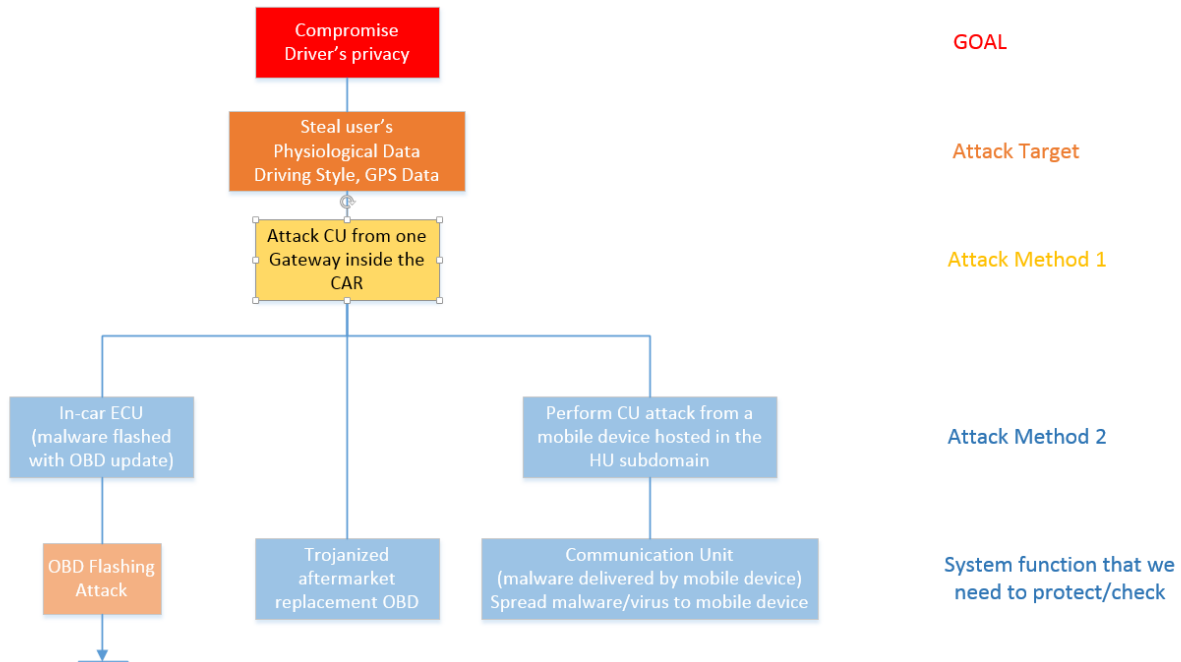 Compromise
Driver's privacy
GOAL
Steal user's
Physiological Data
Driving Style, GPS Data
Attack Target
Attack CU from one
Gateway inside the
CAR
Attack Method 1
In-car ECU
(malware flashed
with OBD update)
Perform CU attack from a
mobile device hosted in the
HU subdomain
Attack Method 2
OBD Flashing
Attack
Trojanized
aftermarket
replacement OBD
Communication Unit
(malware delivered by mobile device)
Spread malware/virus to mobile device
System function that we
need to protect/check